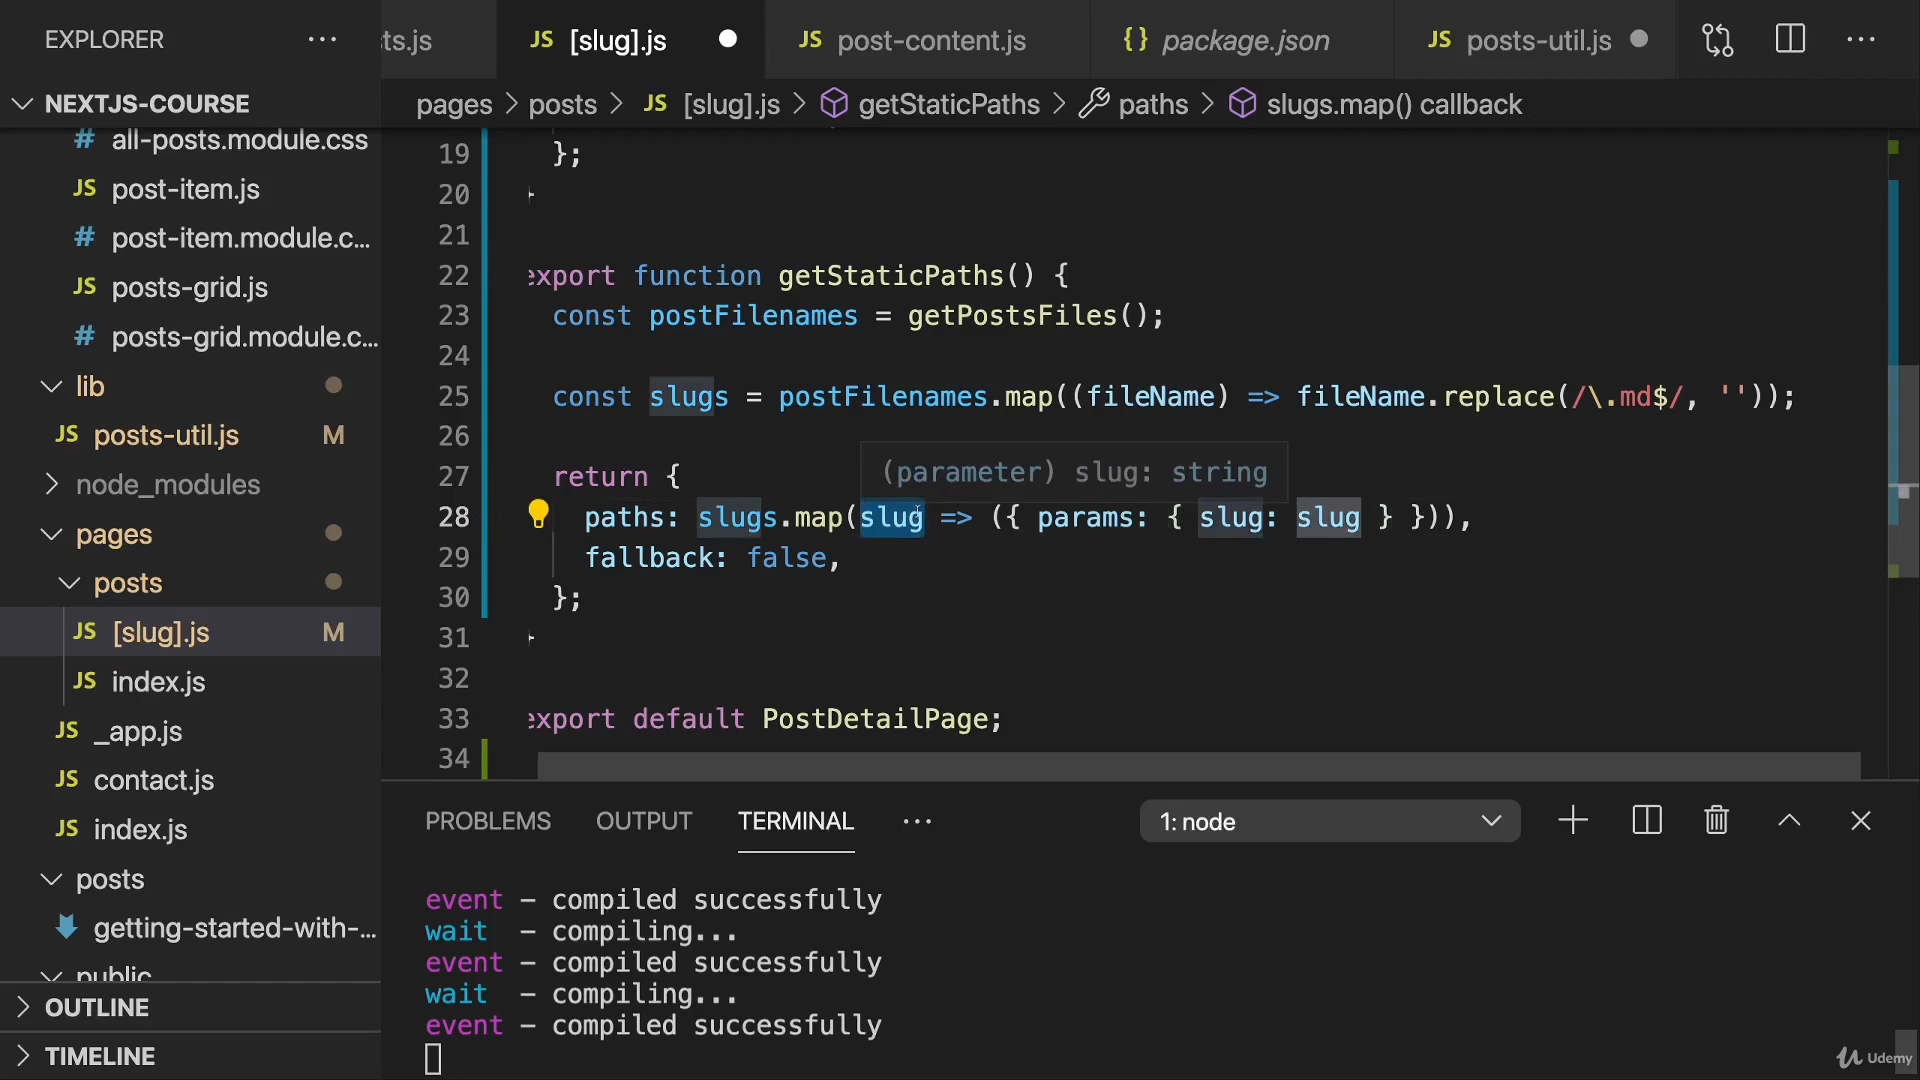 EXPLORER
ts.js
JS [slug].js
JS post-content.js
{} package.json
JS posts-util.js
NEXTJS-COURSE
pages > posts > JS [slug].js > getStaticPaths > paths > slugs.map() callback
# all-posts.module.css
JS post-item.js
# post-item.module.c...
JS posts-grid.js
# posts-grid.module.c...
lib
JS posts-util.js M
node_modules
pages
posts
JS [slug].js M
JS index.js
JS _app.js
JS contact.js
JS index.js
posts
getting-started-with-...
public
OUTLINE
TIMELINE
19 };
20
21
22 export function getStaticPaths() {
23 const postFilenames = getPostsFiles();
24
25 const slugs = postFilenames.map((fileName) => fileName.replace(/\.md$/, ''));
26
(parameter) slug: string
27 return {
28 paths: slugs.map(slug => ({ params: { slug: slug } })),
29 fallback: false,
30 };
31
32
33 export default PostDetailPage;
34
PROBLEMS OUTPUT TERMINAL ... 1: node
event - compiled successfully
wait - compiling...
event - compiled successfully
wait - compiling...
event - compiled successfully
Udemy